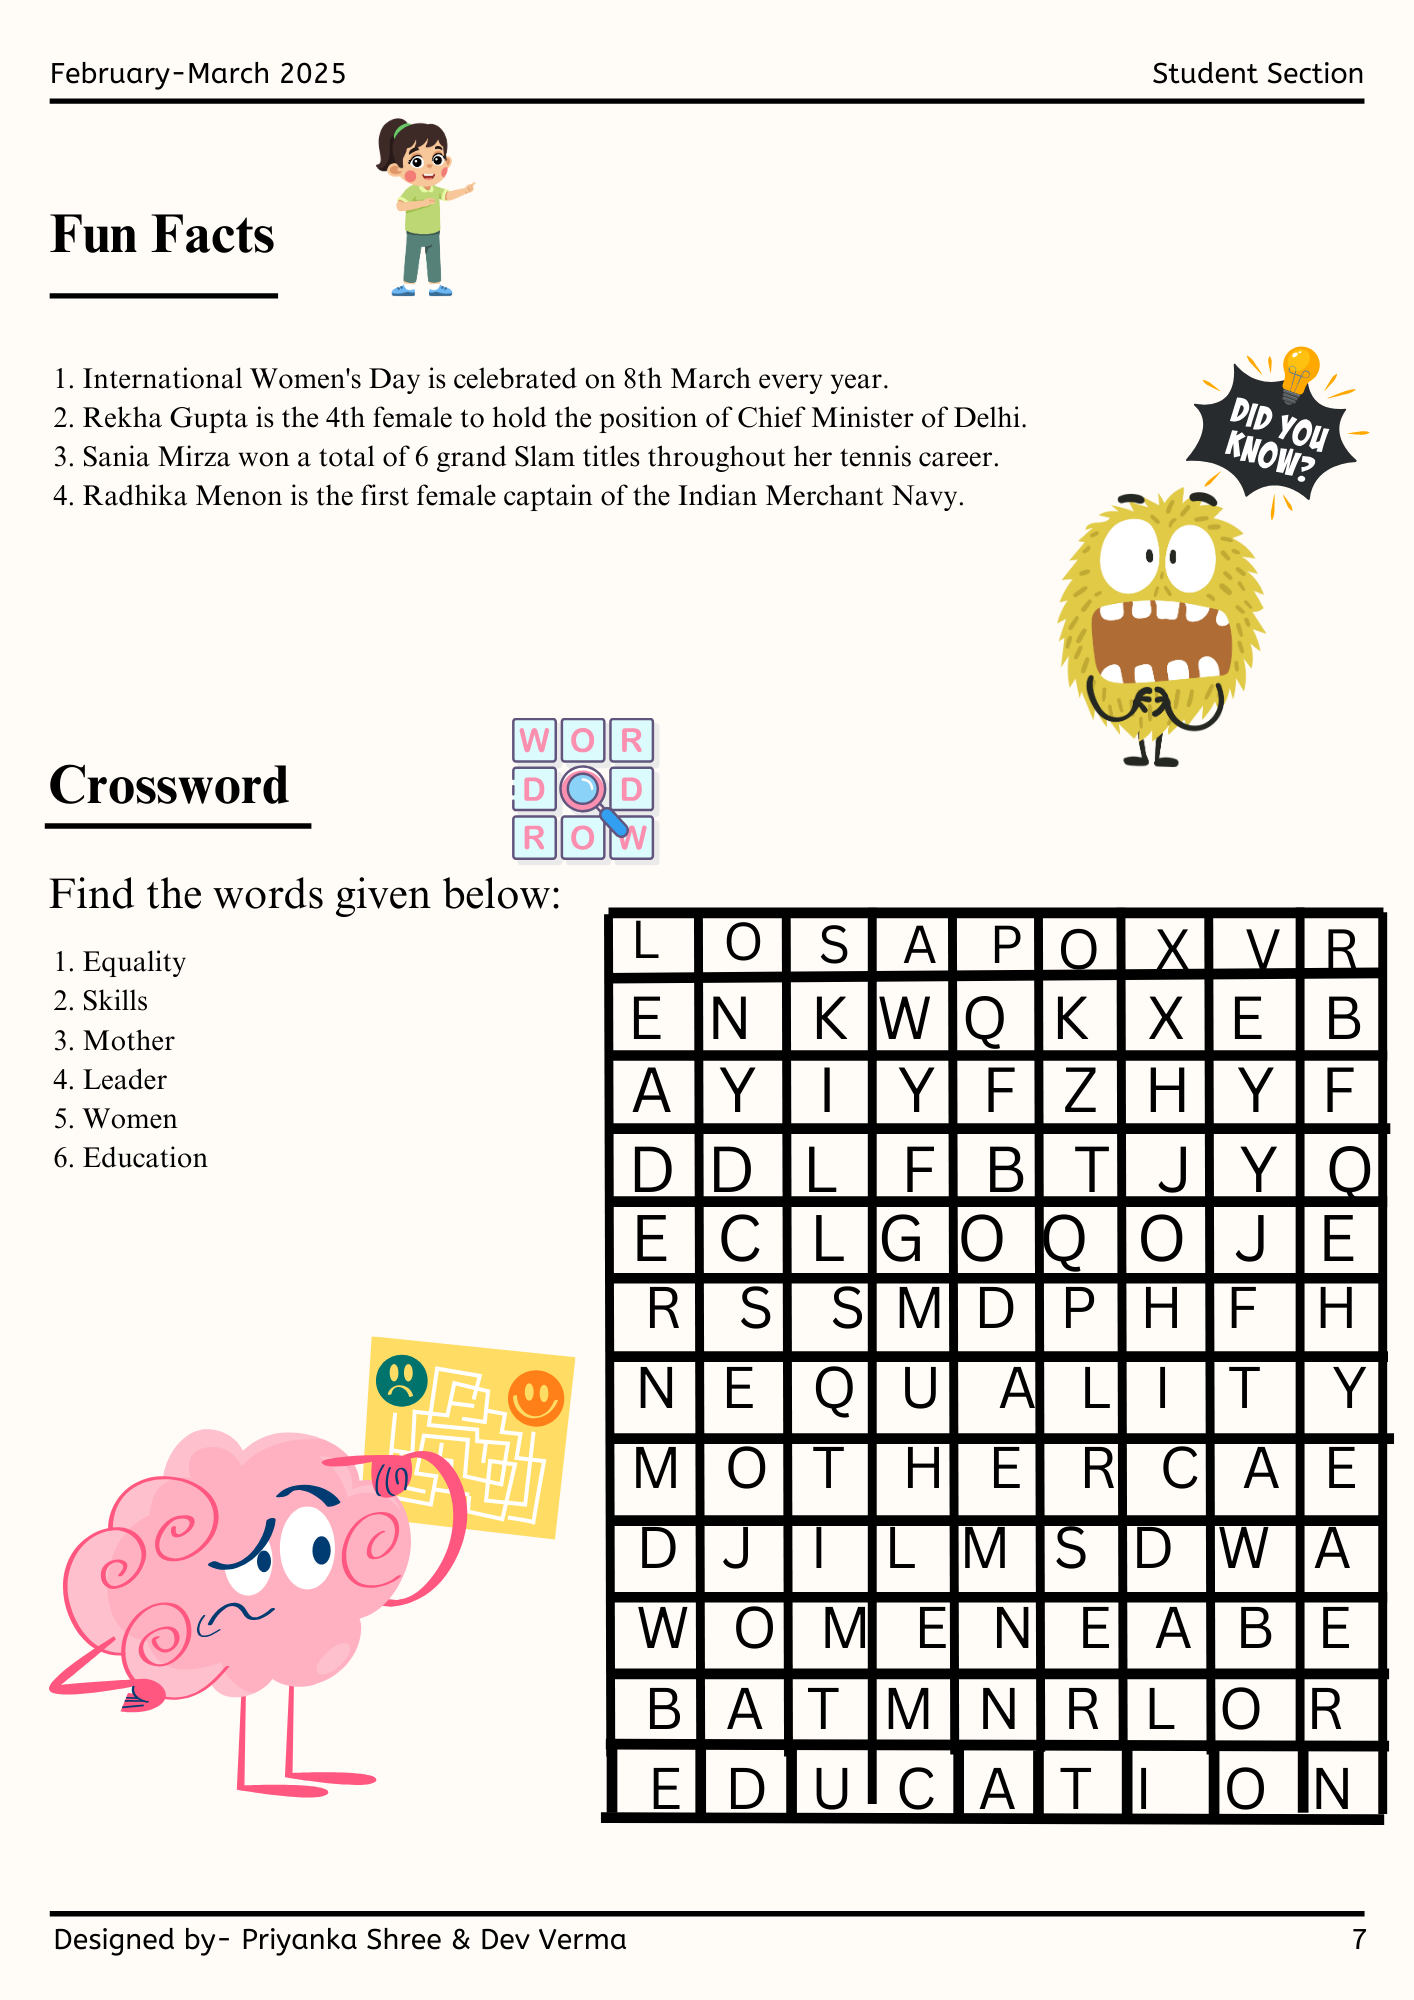 February-March 2025
Student Section
Fun Facts
1. International Women's Day is celebrated on 8th March every year.
2. Rekha Gupta is the 4th female to hold the position of Chief Minister of Delhi.
3. Sania Mirza won a total of 6 grand Slam titles throughout her tennis career.
4. Radhika Menon is the first female captain of the Indian Merchant Navy.
DID YOU
KNOW?
Crossword
W O R
D D
R O W
Find the words given below:
1. Equality
2. Skills
3. Mother
4. Leader
5. Women
6. Education
L O S A P O X V R
E N K W Q K X E B
A Y I Y F Z H Y F
D D L F B T J Y Q
E C L G O Q O J E
R S S M D P H F H
N E Q U A L I T Y
M O T H E R C A E
D J I L M S D W A
W O M E N E A B E
B A T M N R L O R
E D U C A T I O N
Designed by- Priyanka Shree & Dev Verma
7